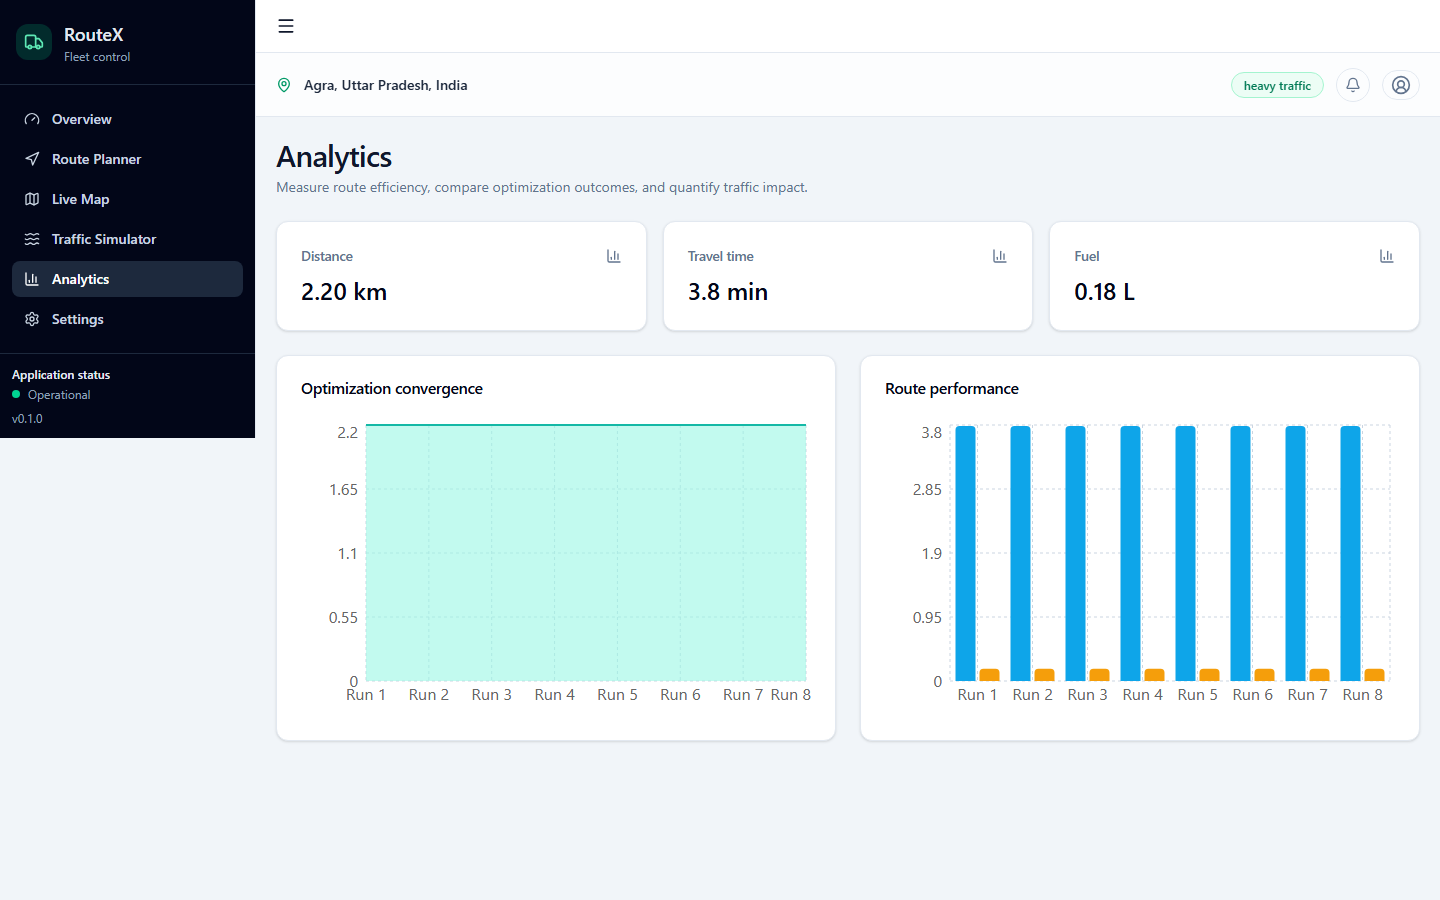 RouteX
Fleet control
Overview
Route Planner
Live Map
Traffic Simulator
Analytics
Settings
Application status
Operational
v0.1.0
Agra, Uttar Pradesh, India
heavy traffic
Analytics
Measure route efficiency, compare optimization outcomes, and quantify traffic impact.
Distance
2.20 km
Travel time
3.8 min
Fuel
0.18 L
Optimization convergence
2.2
1.65
1.1
0.55
0
Run 1 Run 2 Run 3 Run 4 Run 5 Run 6 Run 7 Run 8
Route performance
3.8
2.85
1.9
0.95
0
Run 1 Run 2 Run 3 Run 4 Run 5 Run 6 Run 7 Run 8